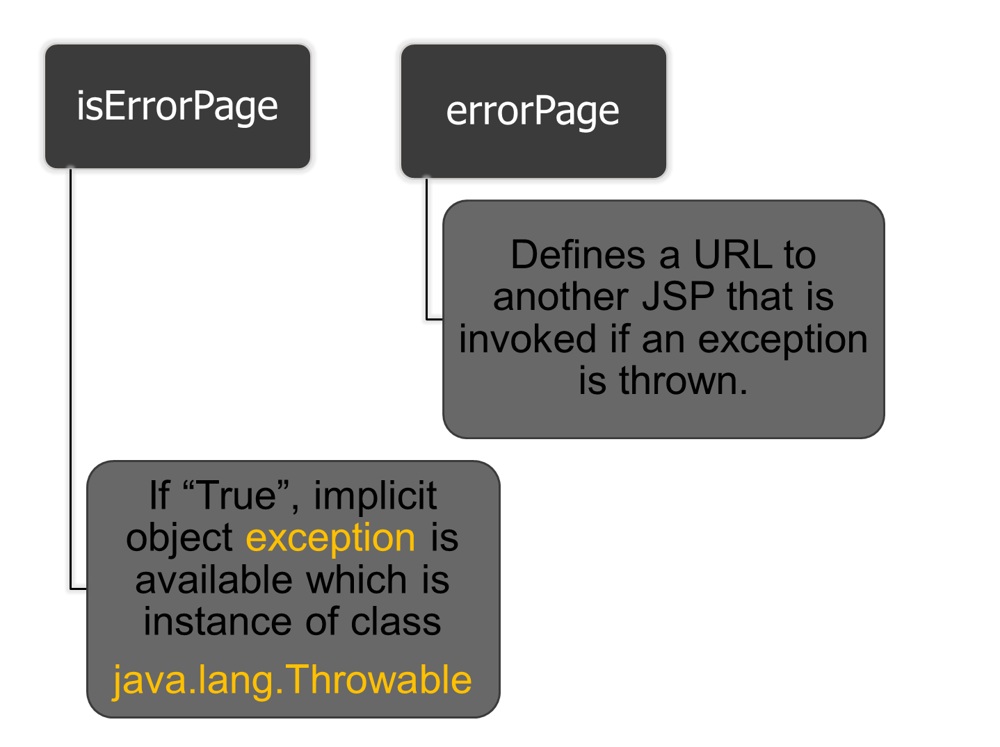 isErrorPage
errorPage
Defines a URL to
another JSP that is
invoked if an exception
is thrown.
If “True”, implicit
object exception is
available which is
instance of class
java.lang.Throwable